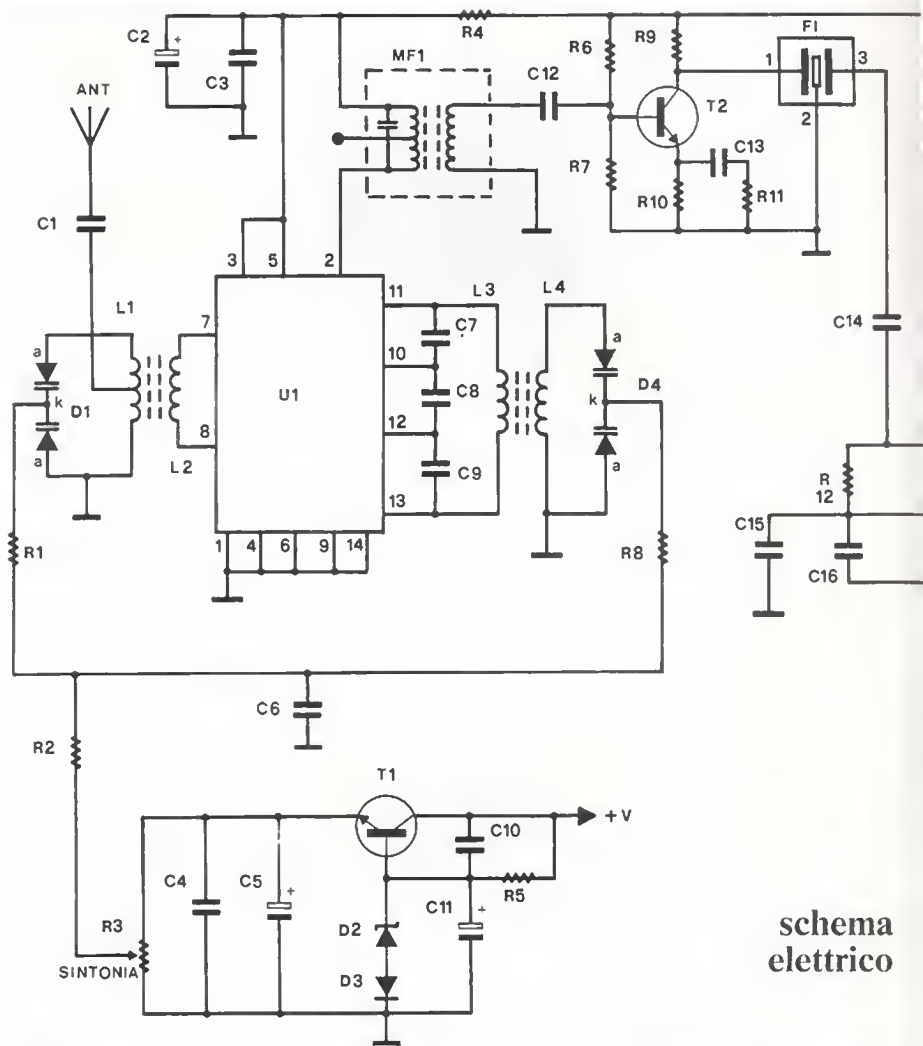 C2
+
C3
R4
R6
R9
FI
1
3
2
MF1
C12
T2
ANT
C13
R7
R10
R11
C1
3
5
2
11
L3
L4
L1
7
C7
a
C14
a
10
k
D1
U1
C8
k
D4
8
12
a
L2
C9
a
13
R
12
R1
1
4
6
9
14
R8
C15
C16
C6
R2
T1
+V
C10
C4
C5
+
C11
+
R5
R3
D2
SINTONIA
D3
schema
elettrico